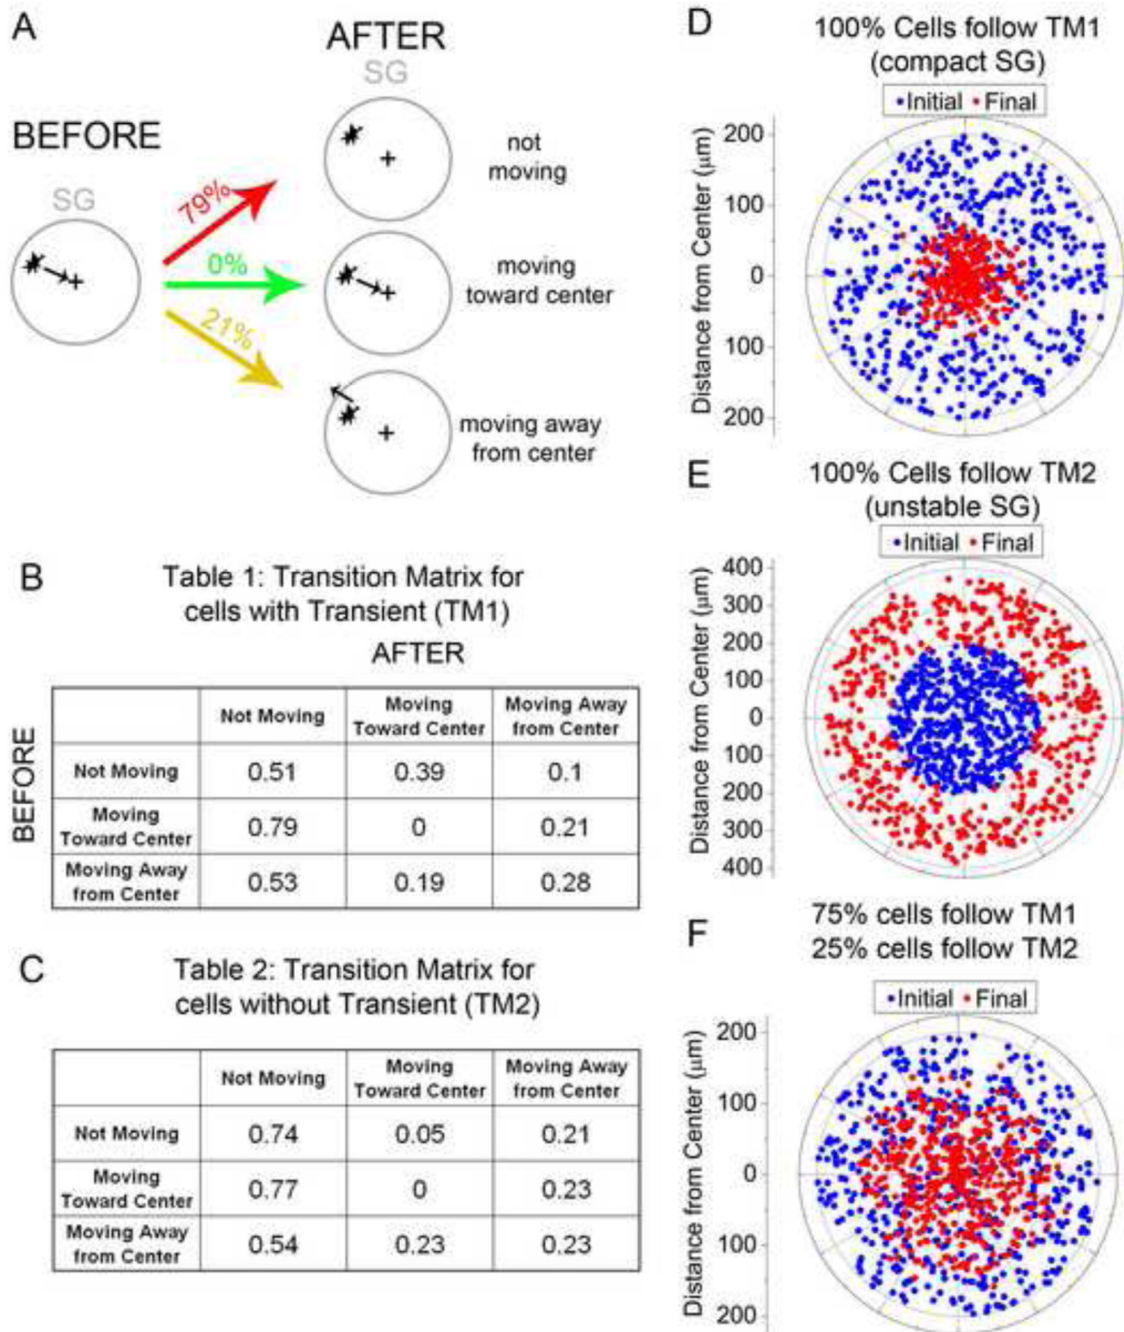 A
BEFORE
SG
AFTER
SG
79%
0%
21%
not
moving
moving
toward center
moving away
from center
B
Table 1: Transition Matrix for
cells with Transient (TM1)
AFTER
BEFORE
Not Moving
Moving
Toward Center
Moving Away
from Center
Not Moving 0.51 0.39 0.1
Moving
Toward Center
0.79 0 0.21
Moving Away
from Center
0.53 0.19 0.28
C
Table 2: Transition Matrix for
cells without Transient (TM2)
Not Moving
Moving
Toward Center
Moving Away
from Center
Not Moving 0.74 0.05 0.21
Moving
Toward Center
0.77 0 0.23
Moving Away
from Center
0.54 0.23 0.23
D
100% Cells follow TM1
(compact SG)
Initial Final
Distance from Center (µm)
200
100
0
100
200
E
100% Cells follow TM2
(unstable SG)
Initial Final
Distance from Center (µm)
400
300
200
100
0
100
200
300
400
F
75% cells follow TM1
25% cells follow TM2
Initial Final
Distance from Center (µm)
200
100
0
100
200